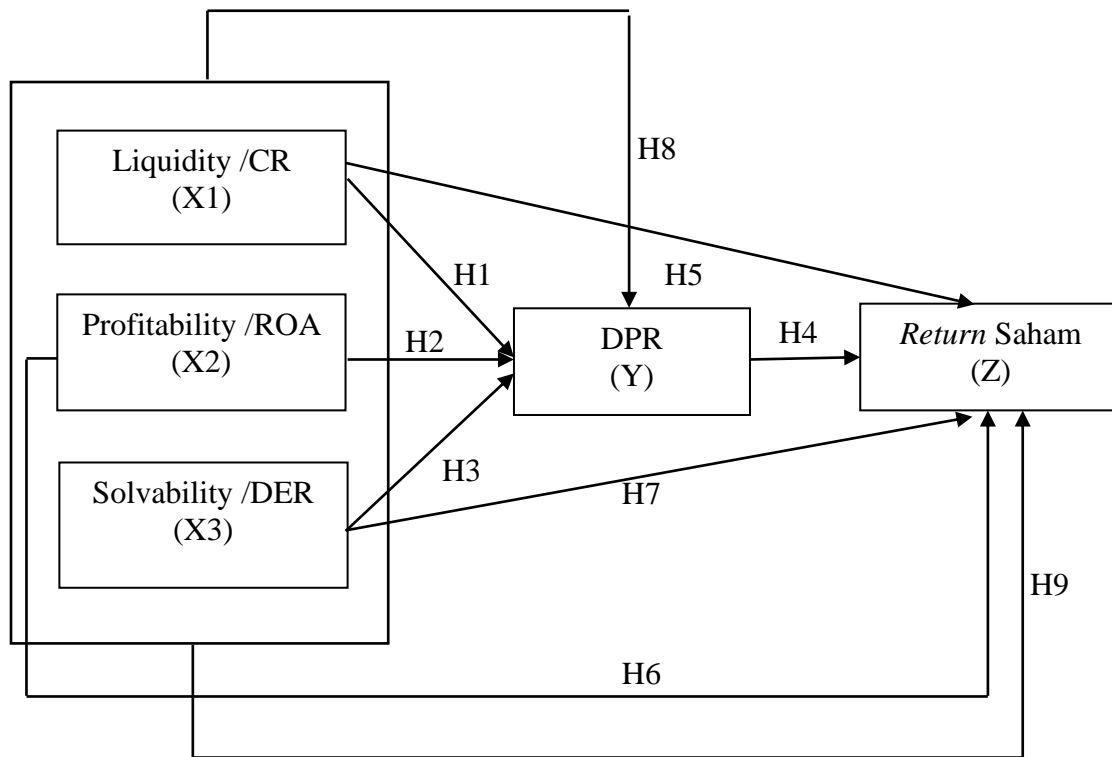 H8
Liquidity /CR
(X1)
H1
H5
Profitability /ROA
(X2)
H2
DPR
(Y)
H4
Return Saham
(Z)
H3
Solvability /DER
(X3)
H7
H9
H6